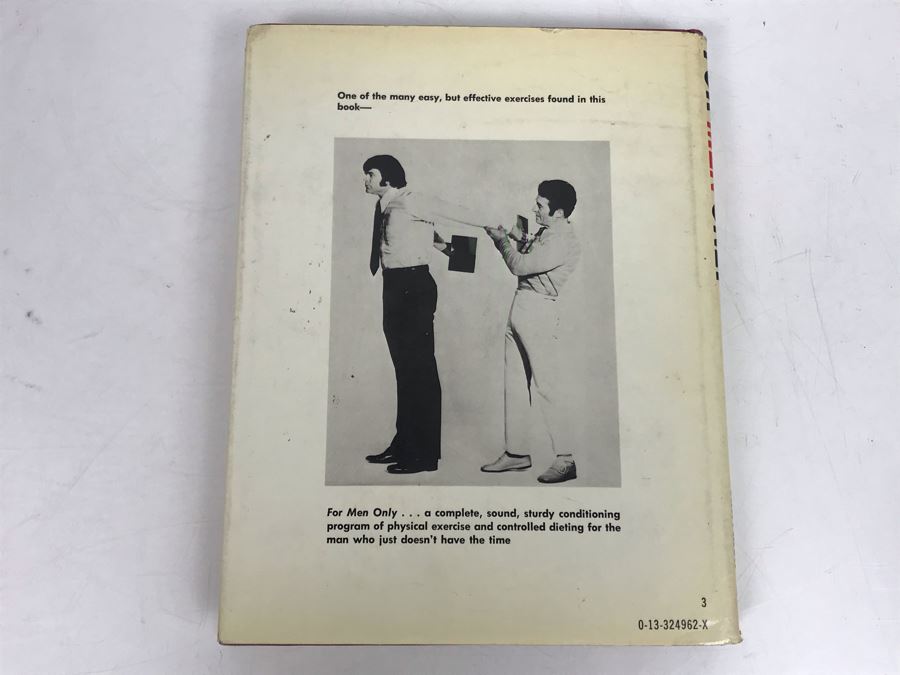 One of the many easy, but effective exercises found in this
book—
For Men Only . . . a complete, sound, sturdy conditioning
program of physical exercise and controlled dieting for the
man who just doesn't have the time
3
0-13-324962-X